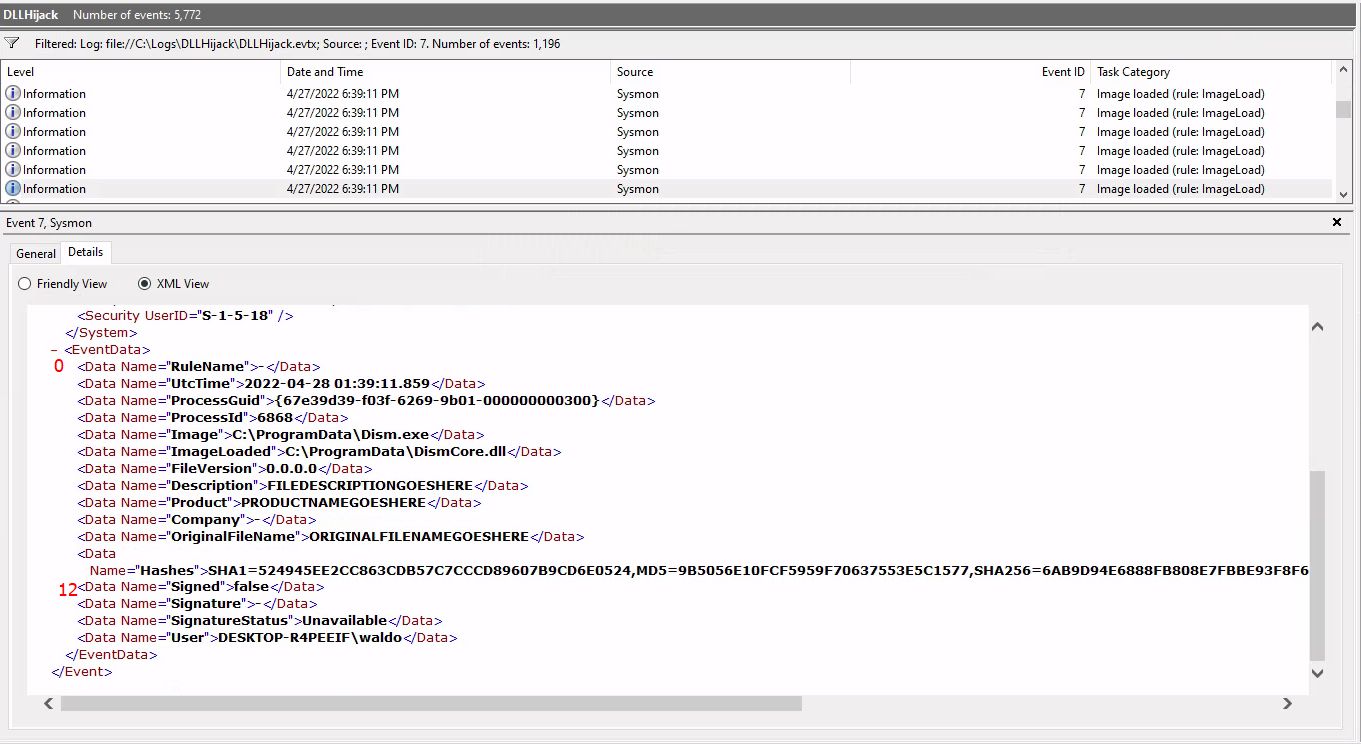 DLLHijack Number of events: 5,772
Filtered: Log: file://C:\Logs\DLLHijack\DLLHijack.evtx; Source: ; Event ID: 7. Number of events: 1,196
Level Date and Time Source Event ID Task Category
Information 4/27/2022 6:39:11 PM Sysmon 7 Image loaded (rule: ImageLoad)
Information 4/27/2022 6:39:11 PM Sysmon 7 Image loaded (rule: ImageLoad)
Information 4/27/2022 6:39:11 PM Sysmon 7 Image loaded (rule: ImageLoad)
Information 4/27/2022 6:39:11 PM Sysmon 7 Image loaded (rule: ImageLoad)
Information 4/27/2022 6:39:11 PM Sysmon 7 Image loaded (rule: ImageLoad)
Information 4/27/2022 6:39:11 PM Sysmon 7 Image loaded (rule: ImageLoad)
Event 7, Sysmon
General Details
Friendly View XML View
<Security UserID="S-1-5-18" />
</System>
- <EventData>
0 <Data Name="RuleName">-</Data>
<Data Name="UtcTime">2022-04-28 01:39:11.859</Data>
<Data Name="ProcessGuid">{67e39d39-f03f-6269-9b01-000000000300}</Data>
<Data Name="ProcessId">6868</Data>
<Data Name="Image">C:\ProgramData\Dism.exe</Data>
<Data Name="ImageLoaded">C:\ProgramData\DismCore.dll</Data>
<Data Name="FileVersion">0.0.0.0</Data>
<Data Name="Description">FILEDESCRIPTIONGOESHERE</Data>
<Data Name="Product">PRODUCTNAMEGOESHERE</Data>
<Data Name="Company">-</Data>
<Data Name="OriginalFileName">ORIGINALFILENAMEGOESHERE</Data>
<Data
Name="Hashes">SHA1=524945EE2CC863CDB57C7CCCD89607B9CD6E0524,MD5=9B5056E10FCF5959F70637553E5C1577,SHA256=6AB9D94E6888FB808E7FBBE93F8F6
12 <Data Name="Signed">false</Data>
<Data Name="Signature">-</Data>
<Data Name="SignatureStatus">Unavailable</Data>
<Data Name="User">DESKTOP-R4PEEIF\waldo</Data>
</EventData>
</Event>